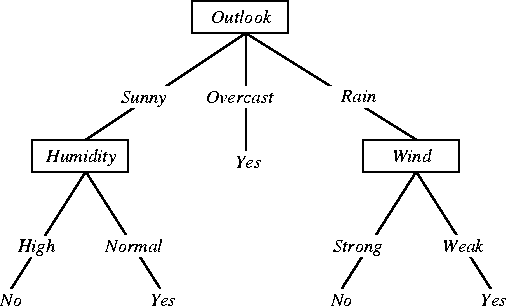 Outlook
Sunny Overcast Rain
Humidity Yes Wind
High Normal Strong Weak
No Yes No Yes